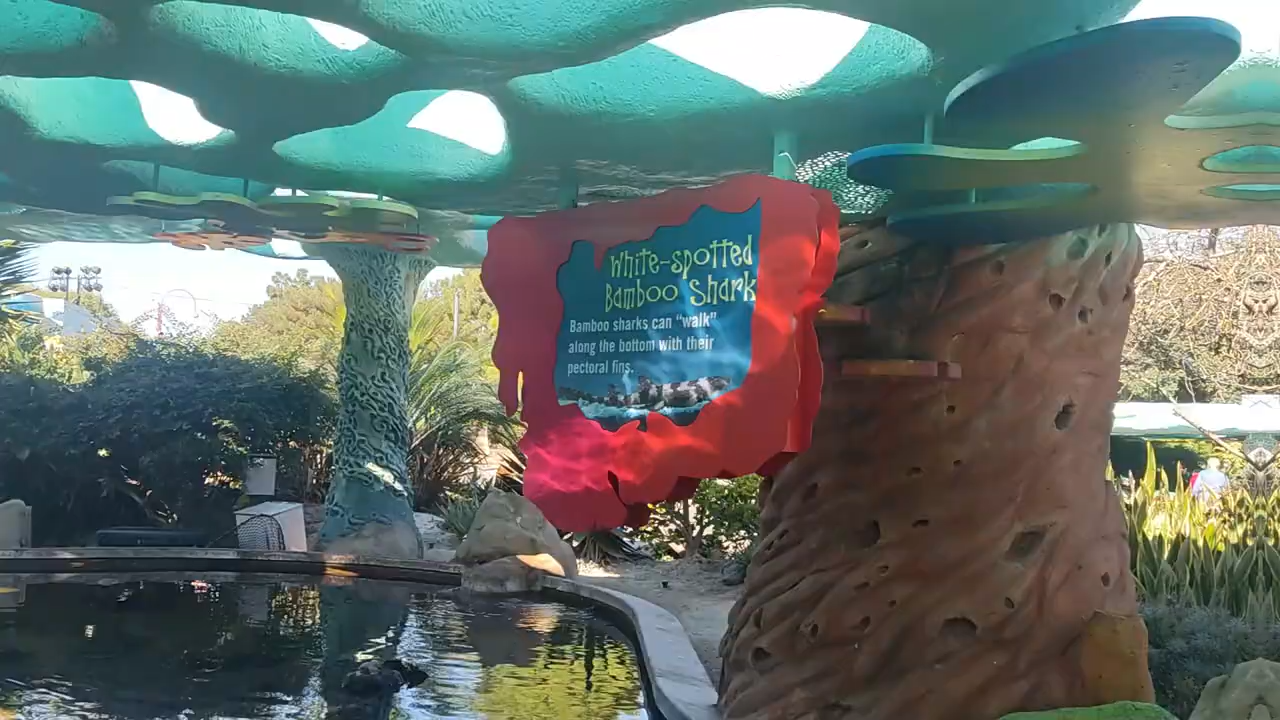 White-spotted
Bamboo Shark
Bamboo sharks can "walk"
along the bottom with their
pectoral fins.